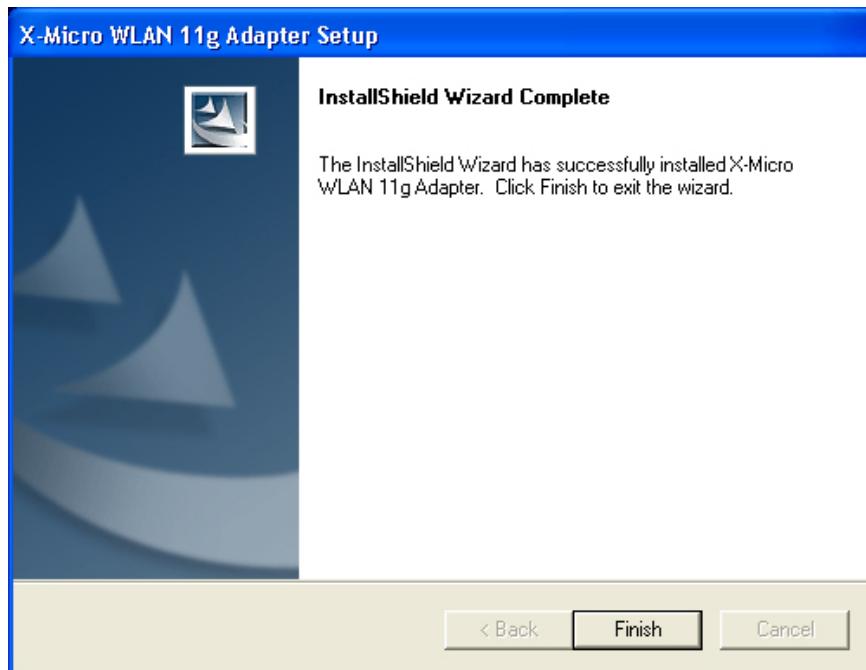 X-Micro WLAN 11g Adapter Setup
InstallShield Wizard Complete
The InstallShield Wizard has successfully installed X-Micro
WLAN 11g Adapter. Click Finish to exit the wizard.
< Back Finish Cancel